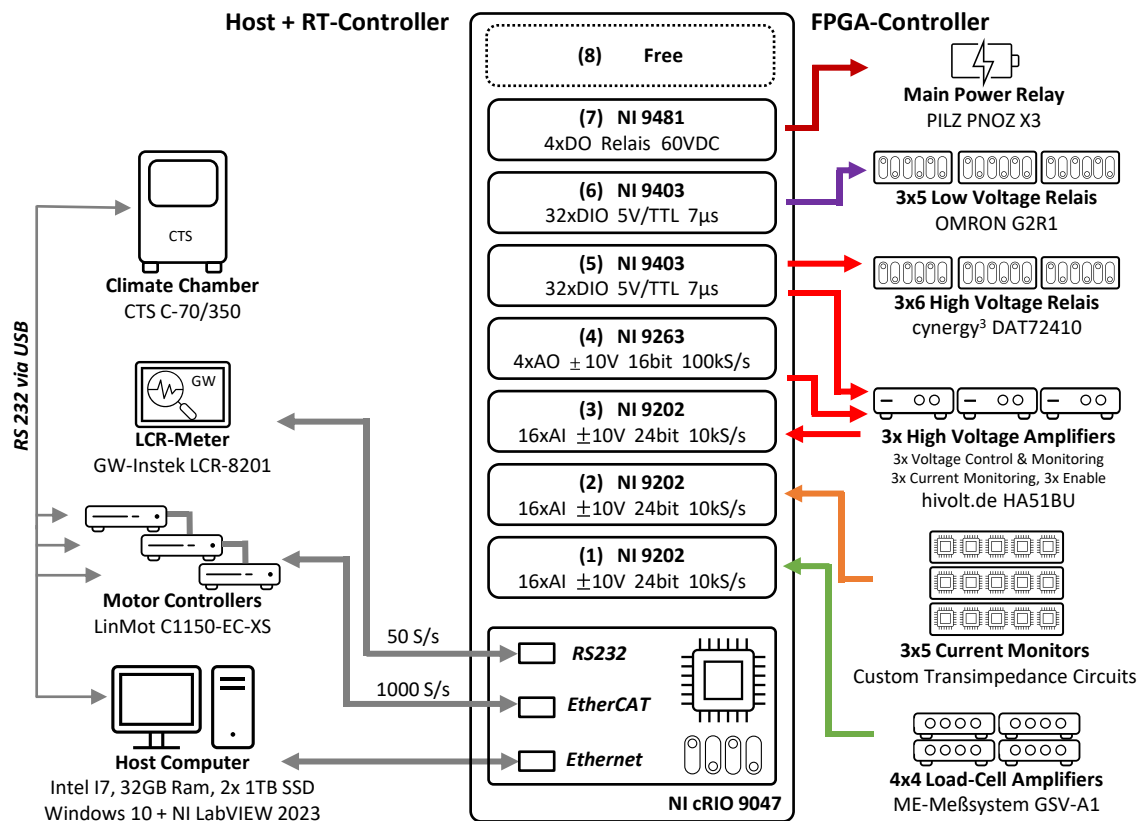 Host + RT-Controller
FPGA-Controller
(8) Free
(7) NI 9481
4xDO Relais 60VDC
(6) NI 9403
32xDIO 5V/TTL 7µs
(5) NI 9403
32xDIO 5V/TTL 7µs
(4) NI 9263
4xAO ±10V 16bit 100kS/s
(3) NI 9202
16xAI ±10V 24bit 10kS/s
(2) NI 9202
16xAI ±10V 24bit 10kS/s
(1) NI 9202
16xAI ±10V 24bit 10kS/s
RS232
EtherCAT
Ethernet
NI cRIO 9047
RS 232 via USB
CTS
Climate Chamber
CTS C-70/350
GW
LCR-Meter
GW-Instek LCR-8201
Motor Controllers
LinMot C1150-EC-XS
50 S/s
1000 S/s
Host Computer
Intel I7, 32GB Ram, 2x 1TB SSD
Windows 10 + NI LabVIEW 2023
Main Power Relay
PILZ PNOZ X3
3x5 Low Voltage Relais
OMRON G2R1
3x6 High Voltage Relais
cynergy³ DAT72410
3x High Voltage Amplifiers
3x Voltage Control & Monitoring
3x Current Monitoring, 3x Enable
hivolt.de HA51BU
3x5 Current Monitors
Custom Transimpedance Circuits
4x4 Load-Cell Amplifiers
ME-Meßsystem GSV-A1